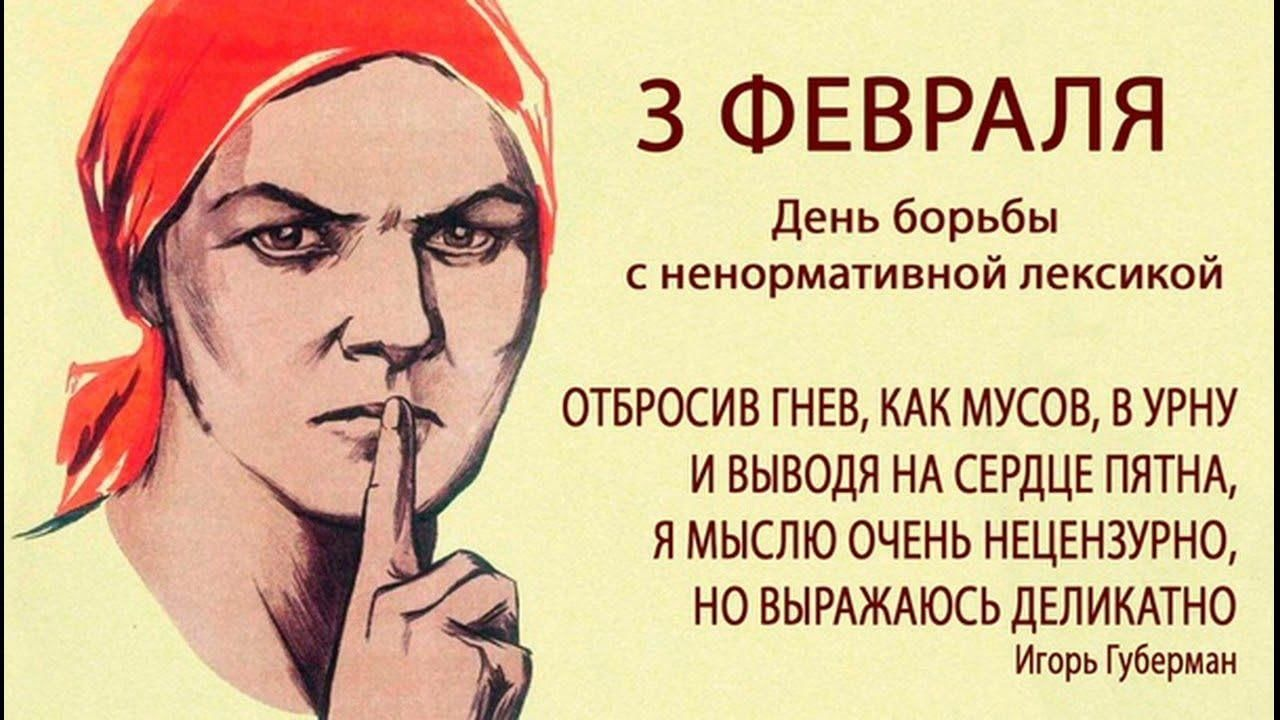 3 ФЕВРАЛЯ
День борьбы
с ненормативной лексикой
ОТБРОСИВ ГНЕВ, КАК МУСОВ, В УРНУ
И ВЫВОДЯ НА СЕРДЦЕ ПЯТНА,
Я МЫСЛЮ ОЧЕНЬ НЕЦЕНЗУРНО,
НО ВЫРАЖАЮСЬ ДЕЛИКАТНО
Игорь Губерман